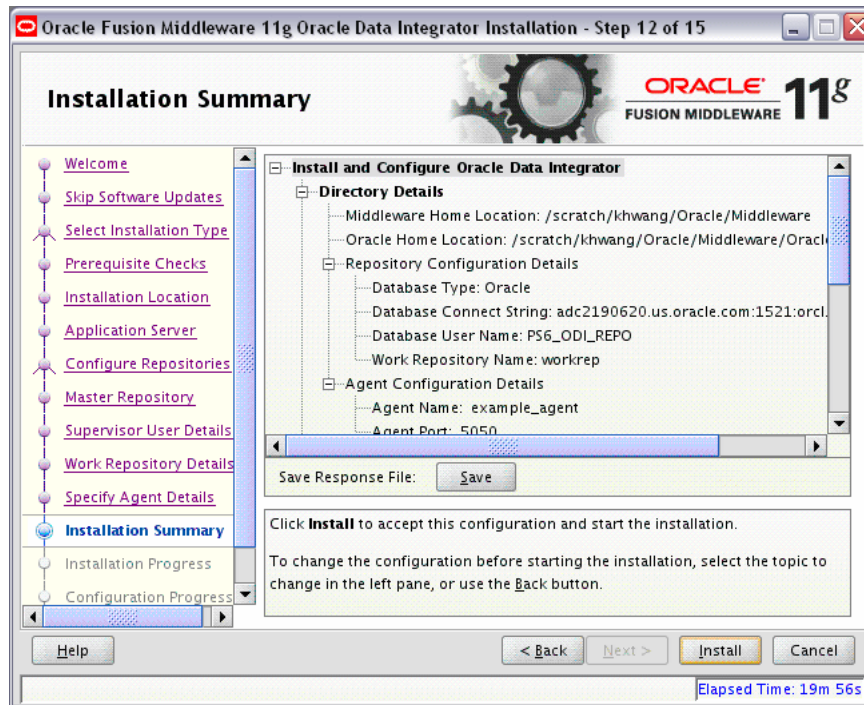 Oracle Fusion Middleware 11g Oracle Data Integrator Installation - Step 12 of 15
Installation Summary
ORACLE
FUSION MIDDLEWARE
11g
Welcome
Skip Software Updates
Select Installation Type
Prerequisite Checks
Installation Location
Application Server
Configure Repositories
Master Repository
Supervisor User Details
Work Repository Details
Specify Agent Details
Installation Summary
Installation Progress
Configuration Progress
Install and Configure Oracle Data Integrator
Directory Details
Middleware Home Location: /scratch/khwang/Oracle/Middleware
Oracle Home Location: /scratch/khwang/Oracle/Middleware/Oracl
Repository Configuration Details
Database Type: Oracle
Database Connect String: adc2190620.us.oracle.com:1521:orcl.
Database User Name: PS6_ODI_REPO
Work Repository Name: workrep
Agent Configuration Details
Agent Name: example_agent
Agent Port: 5050
Save Response File: Save
Click Install to accept this configuration and start the installation.
To change the configuration before starting the installation, select the topic to
change in the left pane, or use the Back button.
Help
< Back
Next >
Install
Cancel
Elapsed Time: 19m 56s